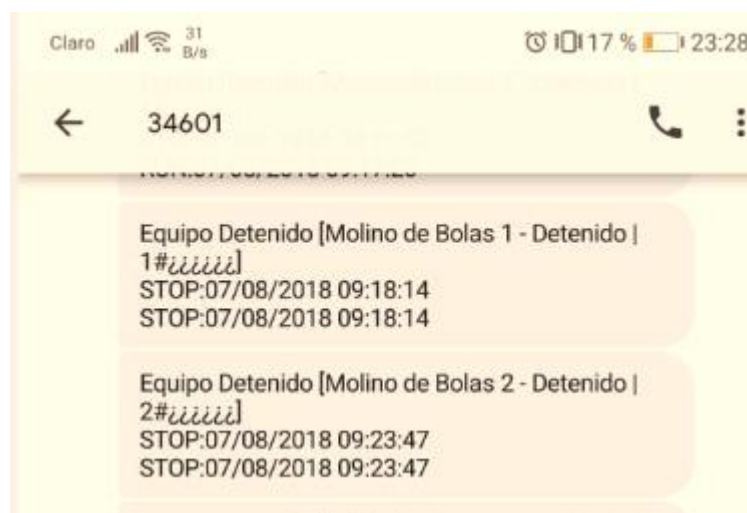 Claro 31 B/s 17 % 23:28
34601
Equipo Detenido [Molino de Bolas 1 - Detenido |
1#¿¿¿¿¿¿]
STOP:07/08/2018 09:18:14
STOP:07/08/2018 09:18:14
Equipo Detenido [Molino de Bolas 2 - Detenido |
2#¿¿¿¿¿¿]
STOP:07/08/2018 09:23:47
STOP:07/08/2018 09:23:47